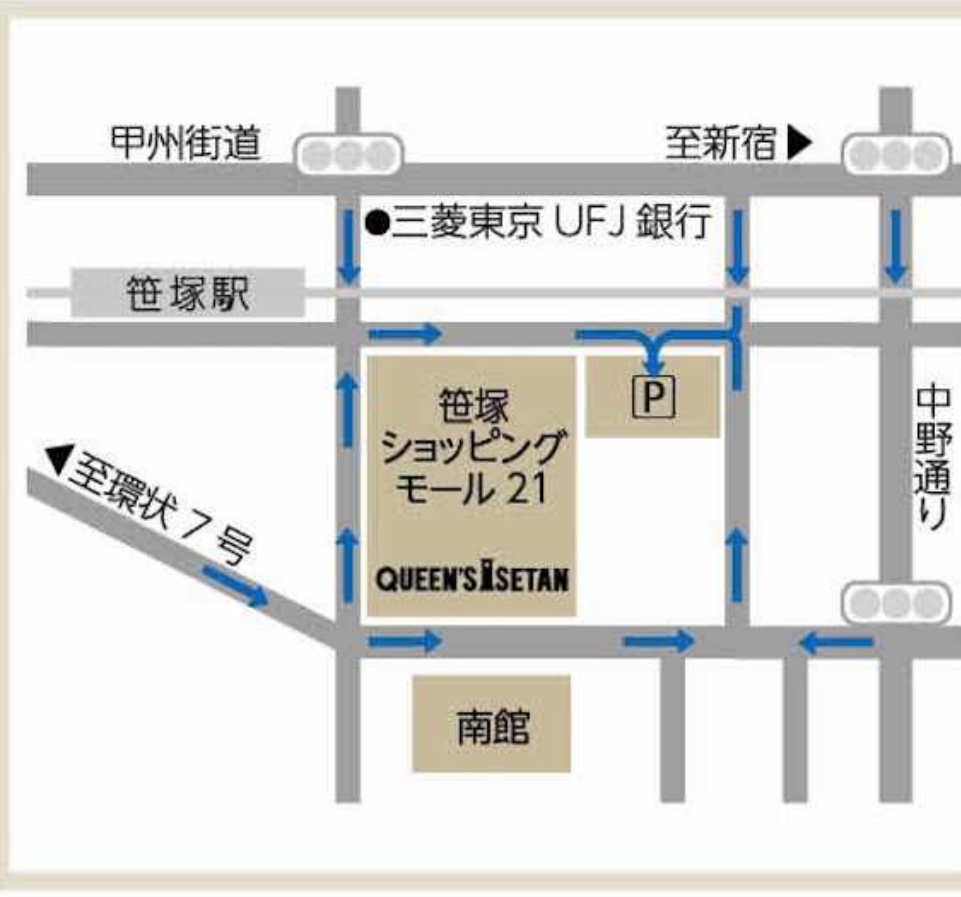 甲州街道
至新宿▶
●三菱東京 UFJ 銀行
笹塚駅
笹塚
ショッピング
モール 21
QUEEN'S ISETAN
P
中野通り
◀至環状 7 号
南館